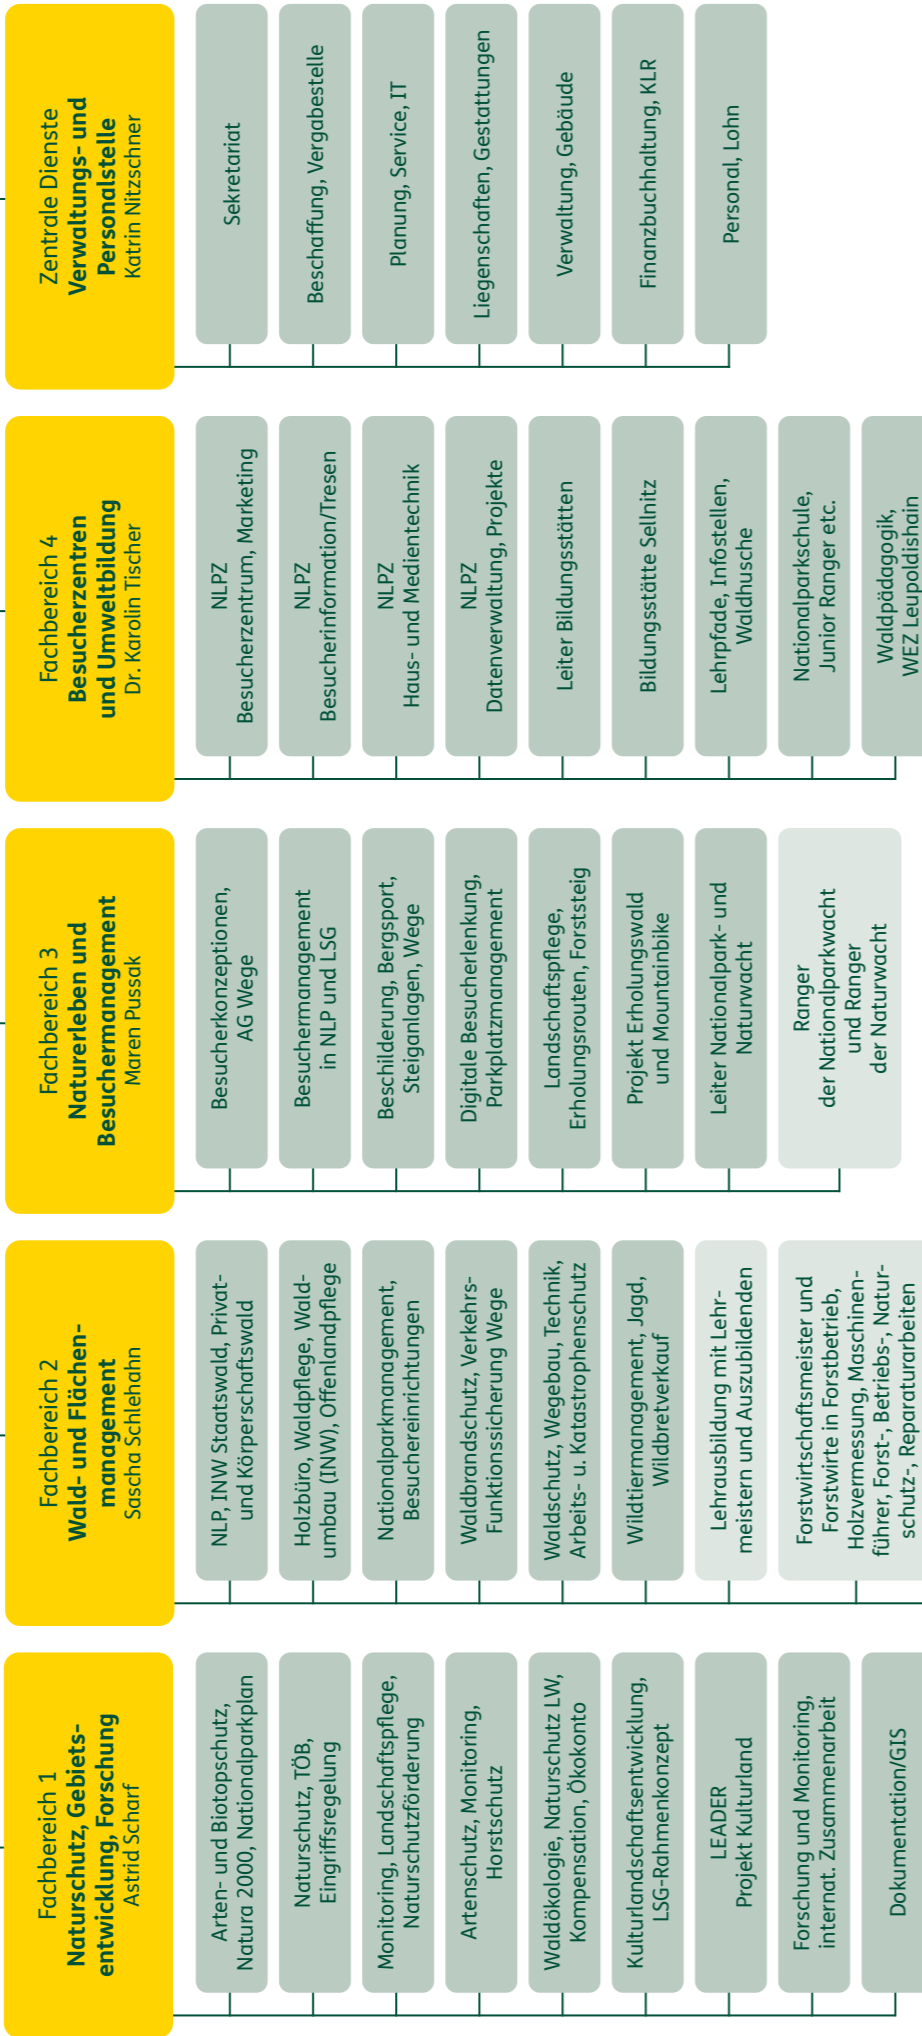 Fachbereich 1
Naturschutz, Gebiets-
entwicklung, Forschung
Astrid Scharf
Arten- und Biotopschutz,
Natura 2000, Nationalparkplan
Naturschutz, TÖB,
Eingriffsregelung
Monitoring, Landschaftspflege,
Naturschutzförderung
Artenschutz, Monitoring,
Horstschutz
Waldökologie, Naturschutz LW,
Kompensation, Ökokonto
Kulturlandschaftsentwicklung,
LSG-Rahmenkonzept
LEADER
Projekt Kulturland
Forschung und Monitoring,
internat. Zusammenarbeit
Dokumentation/GIS
Fachbereich 2
Wald- und Flächen-
management
Sascha Schlehahn
NLP, INW Staatswald, Privat-
und Körperschaftswald
Holzbüro, Waldpflege, Wald-
umbau (INW), Offenlandpflege
Nationalparkmanagement,
Besuchereinrichtungen
Waldbrandschutz, Verkehrs-
Funktionssicherung Wege
Waldschutz, Wegebau, Technik,
Arbeits- u. Katastrophenschutz
Wildtiermanagement, Jagd,
Wildbretverkauf
Lehrausbildung mit Lehr-
meistern und Auszubildenden
Forstwirtschaftsmeister und
Forstwirte in Forstbetrieb,
Holzvermessung, Maschinen-
führer, Forst-, Betriebs-, Natur-
schutz-, Reparaturarbeiten
Fachbereich 3
Naturerleben und
Besuchermanagement
Maren Pussak
Besucherkonzeptionen,
AG Wege
Besuchermanagement
in NLP und LSG
Beschilderung, Bergsport,
Steiganlagen, Wege
Digitale Besucherlenkung,
Parkplatzmanagement
Landschaftspflege,
Erholungsrouten, Forststeig
Projekt Erholungswald
und Mountainbike
Leiter Nationalpark- und
Naturwacht
Ranger
der Nationalparkwacht
und Ranger
der Naturwacht
Fachbereich 4
Besucherzentren
und Umweltbildung
Dr. Karolin Tischer
NLPZ
Besucherzentrum, Marketing
NLPZ
Besucherinformation/Tresen
NLPZ
Haus- und Medientechnik
NLPZ
Datenverwaltung, Projekte
Leiter Bildungsstätten
Bildungsstätte Sellnitz
Lehrpfade, Infostellen,
Waldhusche
Nationalparkschule,
Junior Ranger etc.
Waldpädagogik,
WEZ Leupoldishain
Zentrale Dienste
Verwaltungs- und
Personalstelle
Katrin Nitzschner
Sekretariat
Beschaffung, Vergabestelle
Planung, Service, IT
Liegenschaften, Gestattungen
Verwaltung, Gebäude
Finanzbuchhaltung, KLR
Personal, Lohn